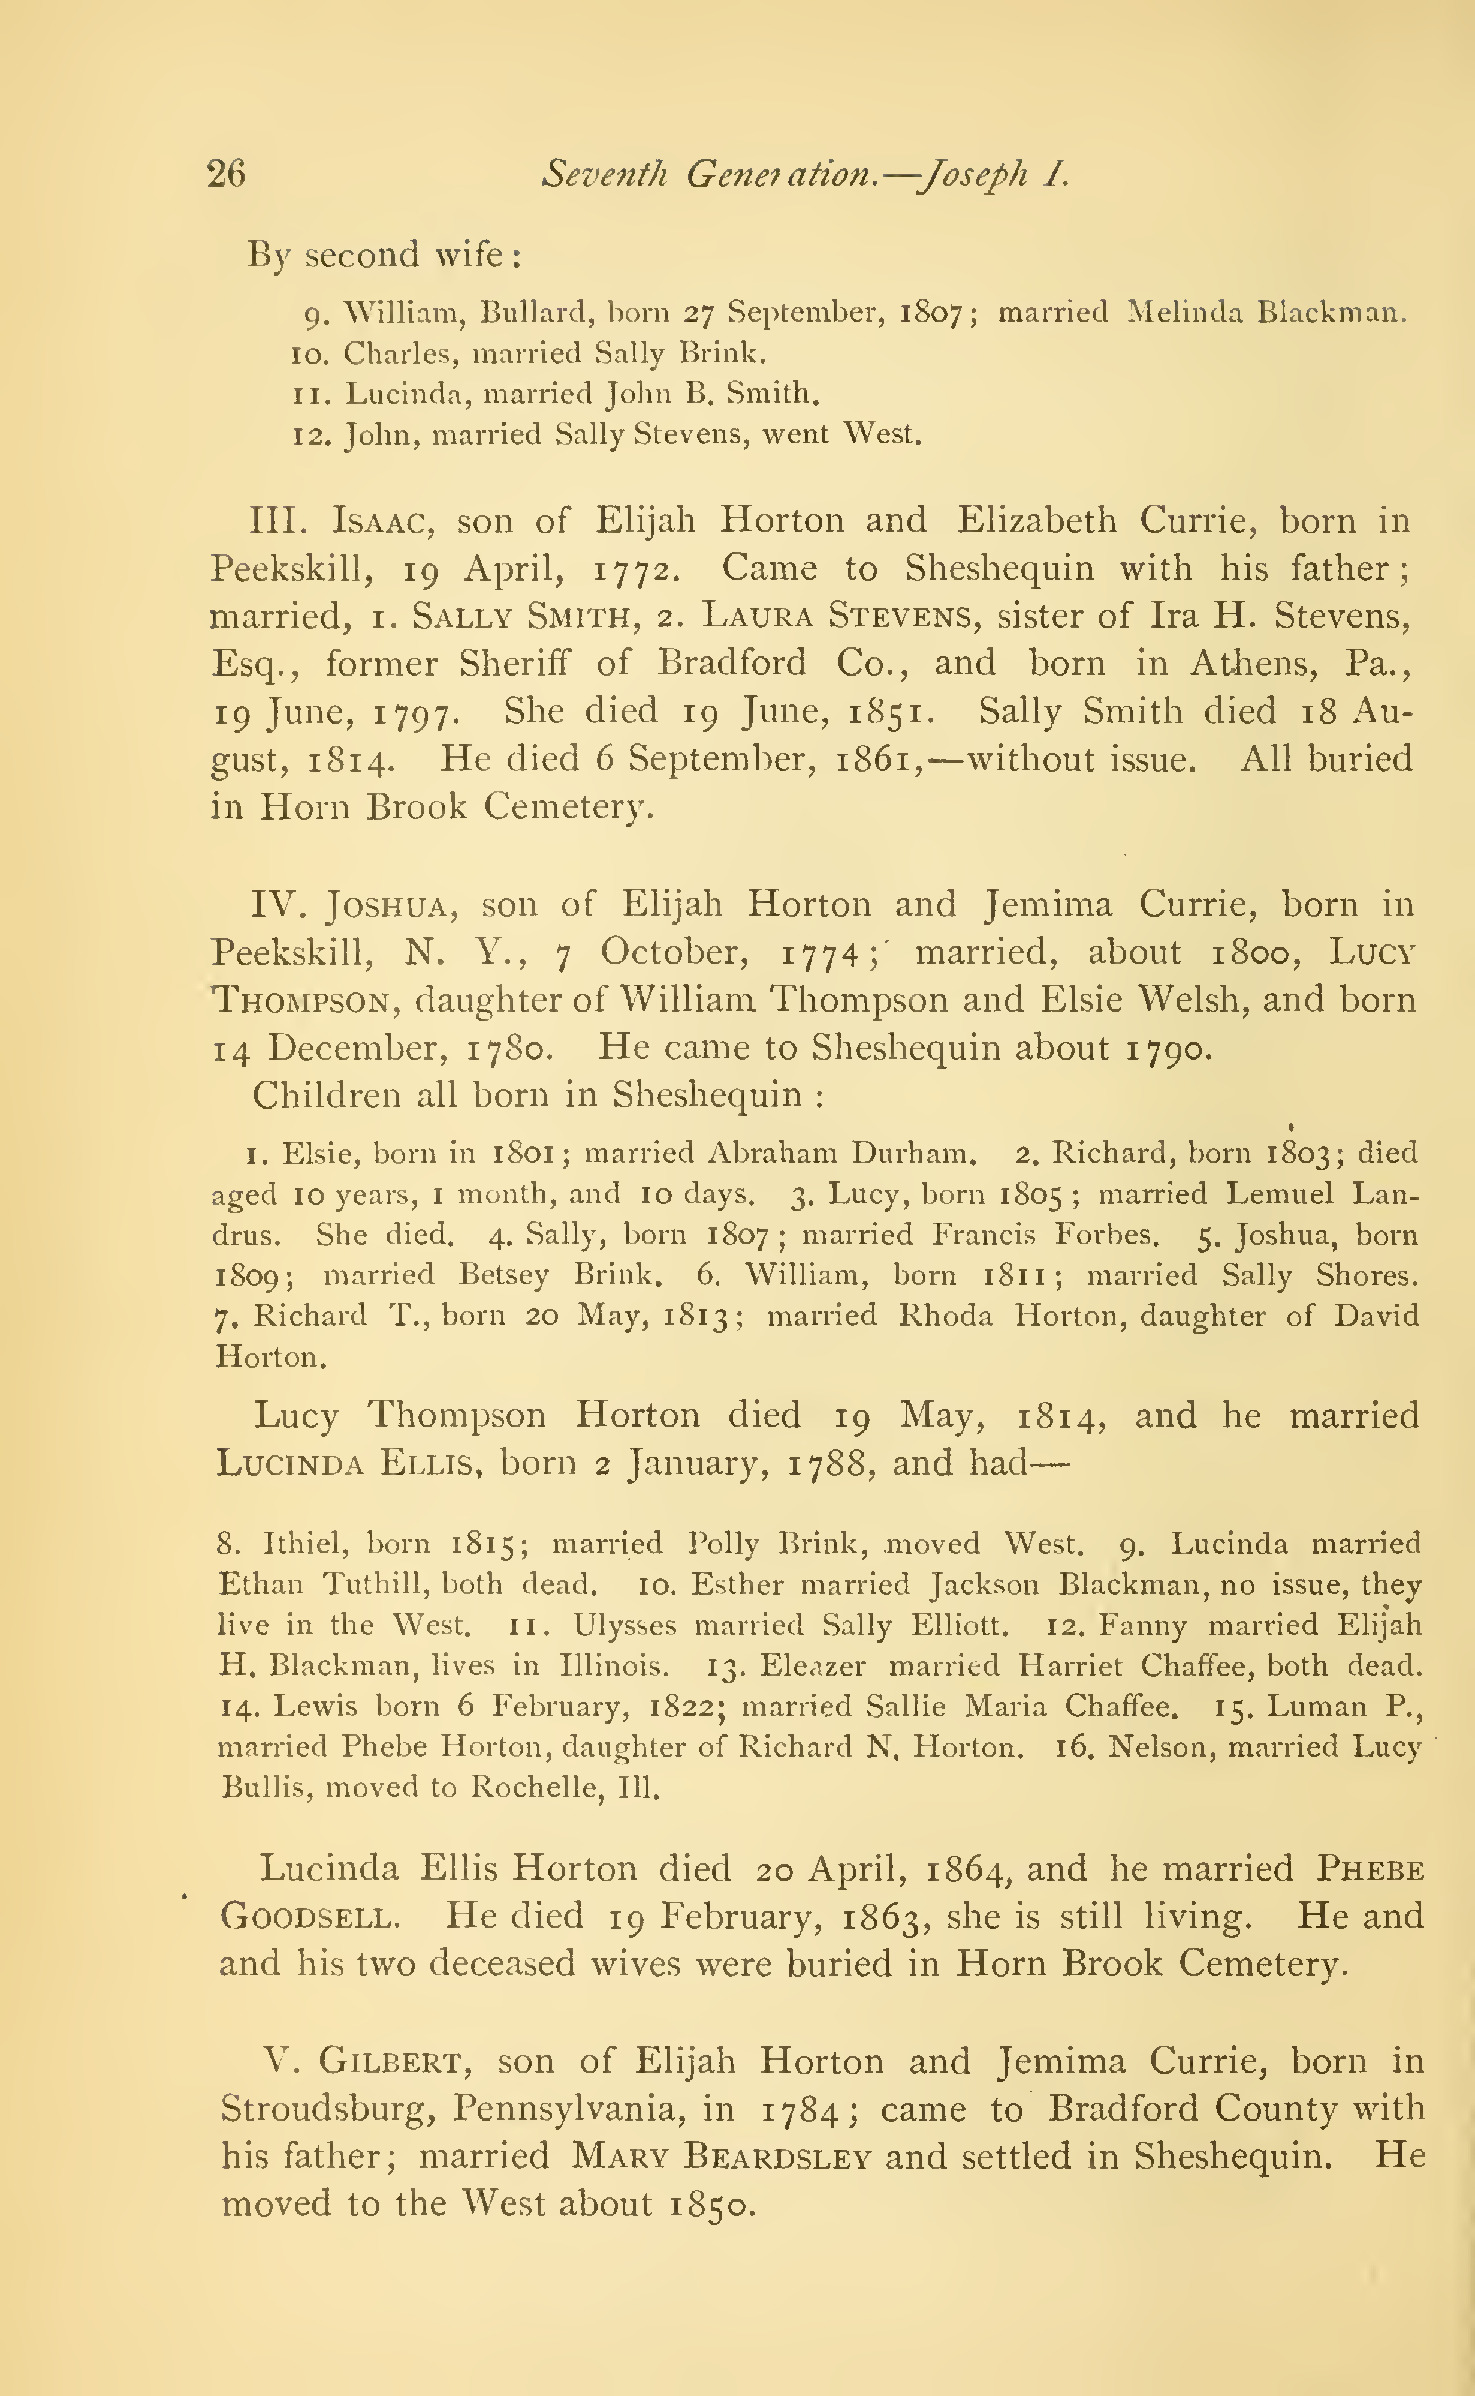 26 Seventh Generation.—Joseph I.
By second wife :
9. William, Bullard, born 27 September, 1807; married Melinda Blackman.
10. Charles, married Sally Brink.
11. Lucinda, married John B. Smith.
12. John, married Sally Stevens, went West.
III. Isaac, son of Elijah Horton and Elizabeth Currie, born in
Peekskill, 19 April, 1772. Came to Sheshequin with his father ;
married, 1. Sally Smith, 2. Laura Stevens, sister of Ira H. Stevens,
Esq., former Sheriff of Bradford Co., and born in Athens, Pa.,
19 June, 1797. She died 19 June, 1851. Sally Smith died 18 Au-
gust, 1814. He died 6 September, 1861,—without issue. All buried
in Horn Brook Cemetery.
IV. Joshua, son of Elijah Horton and Jemima Currie, born in
Peekskill, N. Y., 7 October, 1774 ; married, about 1800, Lucy
Thompson, daughter of William Thompson and Elsie Welsh, and born
14 December, 1780. He came to Sheshequin about 1790.
Children all born in Sheshequin :
1. Elsie, born in 1801 ; married Abraham Durham. 2. Richard, born 1803; died
aged 10 years, 1 month, and 10 days. 3. Lucy, born 1805 ; married Lemuel Lan-
drus. She died. 4. Sally, born 1807 ; married Francis Forbes. 5. Joshua, born
1809; married Betsey Brink. 6. William, born 1811 ; married Sally Shores.
7. Richard T., born 20 May, 1813; married Rhoda Horton, daughter of David
Horton.
Lucy Thompson Horton died 19 May, 1814, and he married
Lucinda Ellis, born 2 January, 1788, and had—
8. Ithiel, born 1815; married Polly Brink, moved West. 9. Lucinda married
Ethan Tuthill, both dead. 10. Esther married Jackson Blackman, no issue, they
live in the West. 11. Ulysses married Sally Elliott. 12. Fanny married Elijah
H. Blackman, lives in Illinois. 13. Eleazer married Harriet Chaffee, both dead.
14. Lewis born 6 February, 1822; married Sallie Maria Chaffee. 15. Luman P.,
married Phebe Horton, daughter of Richard N. Horton. 16. Nelson, married Lucy
Bullis, moved to Rochelle, Ill.
Lucinda Ellis Horton died 20 April, 1864, and he married Phebe
Goodsell. He died 19 February, 1863, she is still living. He and
and his two deceased wives were buried in Horn Brook Cemetery.
V. Gilbert, son of Elijah Horton and Jemima Currie, born in
Stroudsburg, Pennsylvania, in 1784 ; came to Bradford County with
his father; married Mary Beardsley and settled in Sheshequin. He
moved to the West about 1850.